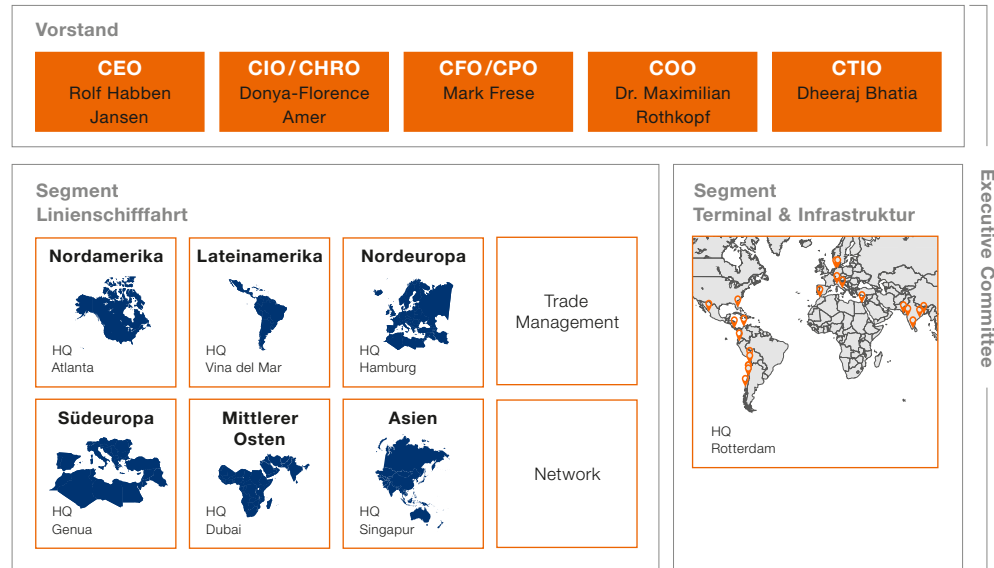 Vorstand
CEO
Rolf Habben
Jansen
CIO / CHRO
Donya-Florence
Amer
CFO / CPO
Mark Frese
COO
Dr. Maximilian
Rothkopf
CTIO
Dheeraj Bhatia
Executive Committee
Segment
Linienschifffahrt
Nordamerika
HQ
Atlanta
Lateinamerika
HQ
Vina del Mar
Nordeuropa
HQ
Hamburg
Trade
Management
Südeuropa
HQ
Genua
Mittlerer
Osten
HQ
Dubai
Asien
HQ
Singapur
Network
Segment
Terminal & Infrastruktur
HQ
Rotterdam